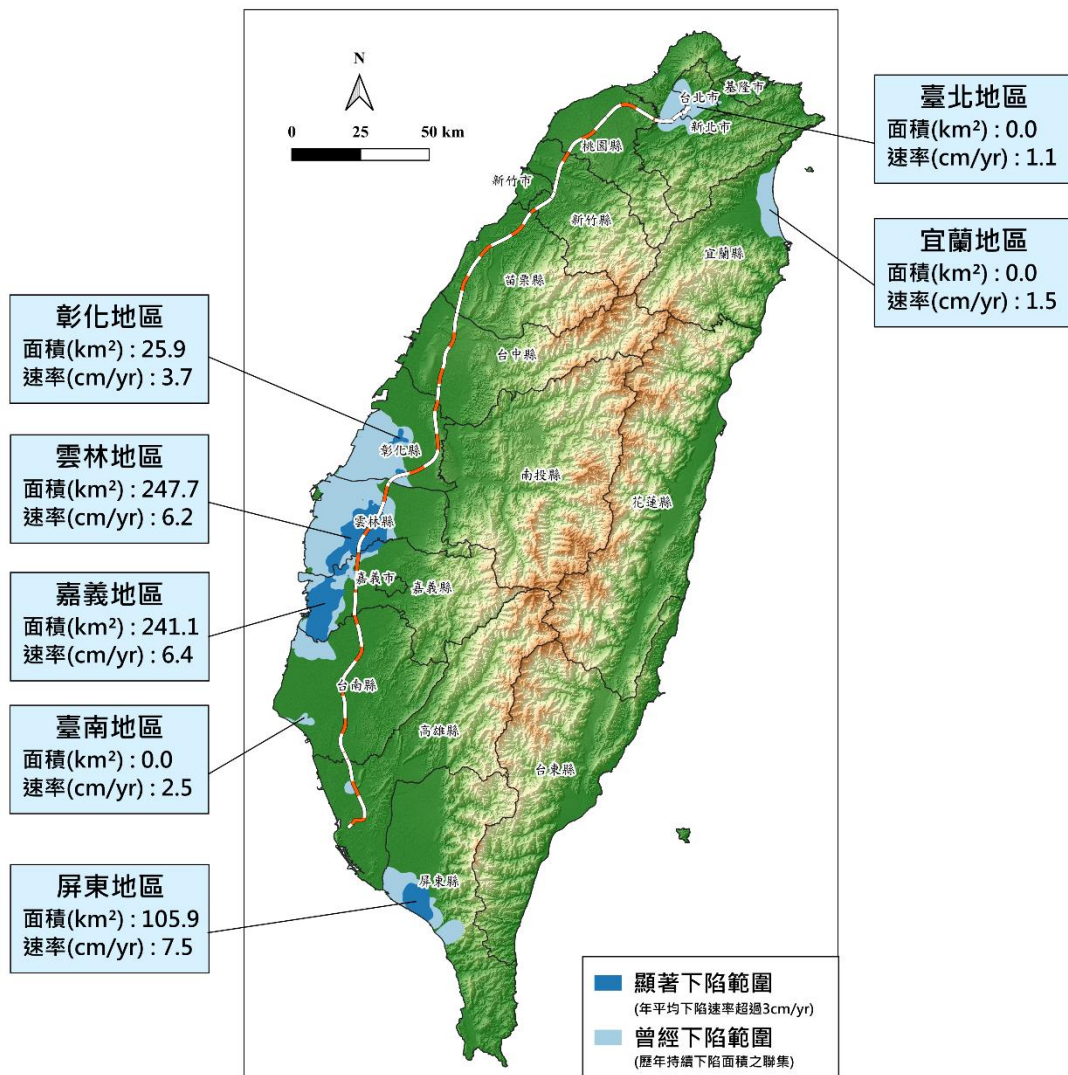 N
0 25 50 km
臺北地區
面積(km²) : 0.0
速率(cm/yr) : 1.1
宜蘭地區
面積(km²) : 0.0
速率(cm/yr) : 1.5
彰化地區
面積(km²) : 25.9
速率(cm/yr) : 3.7
雲林地區
面積(km²) : 247.7
速率(cm/yr) : 6.2
嘉義地區
面積(km²) : 241.1
速率(cm/yr) : 6.4
臺南地區
面積(km²) : 0.0
速率(cm/yr) : 2.5
屏東地區
面積(km²) : 105.9
速率(cm/yr) : 7.5
基隆市
台北市
新北市
桃園縣
新竹市
新竹縣
宜蘭縣
苗栗縣
台中縣
彰化縣
南投縣
花蓮縣
雲林縣
嘉義市
嘉義縣
台南縣
高雄縣
台東縣
屏東縣
顯著下陷範圍
(年平均下陷速率超過3cm/yr)
曾經下陷範圍
(歷年持續下陷面積之聯集)